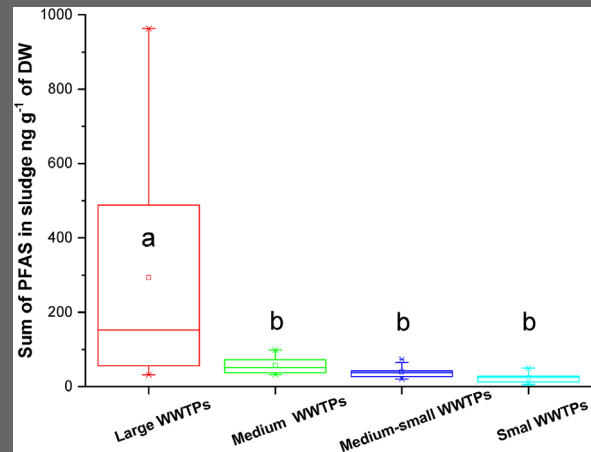 Sum of PFAS in sludge ng g⁻¹ of DW
1000
800
600
400
200
0
a
b
b
b
Large WWTPs
Medium WWTPs
Medium-small WWTPs
Smal WWTPs